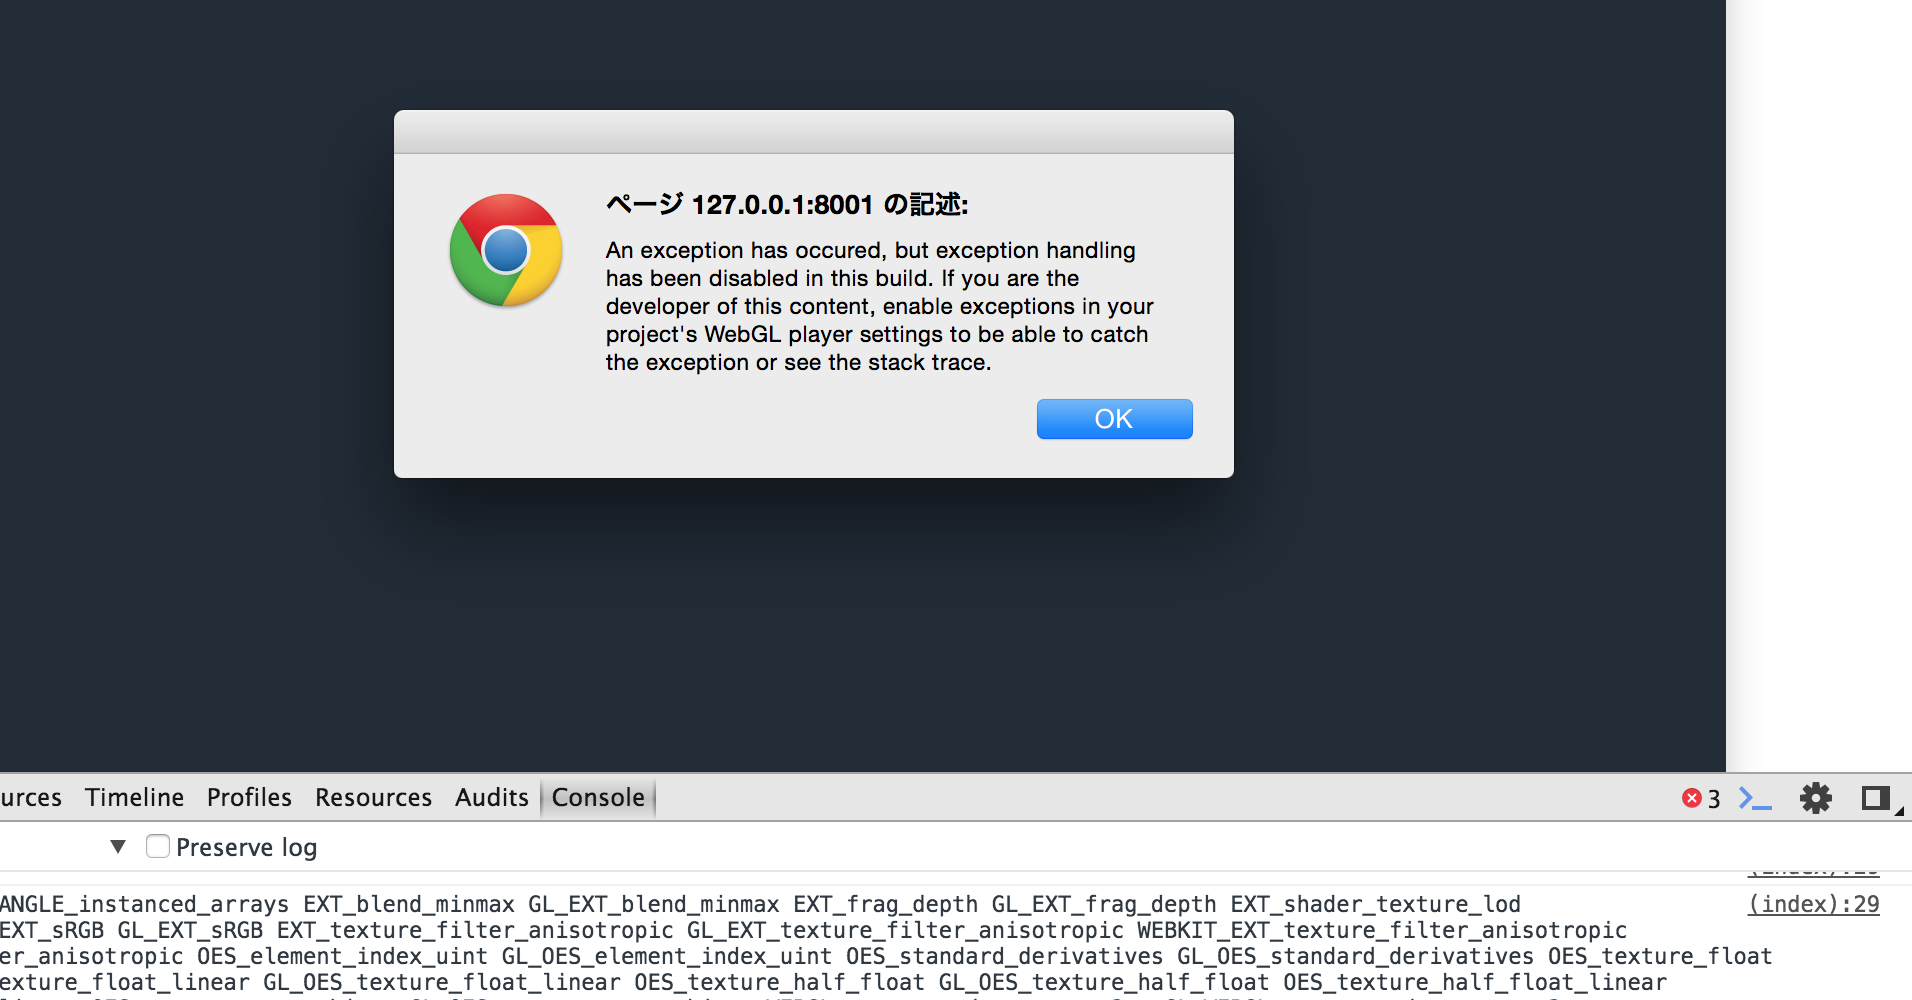 ページ 127.0.0.1:8001 の記述:
An exception has occured, but exception handling
has been disabled in this build. If you are the
developer of this content, enable exceptions in your
project's WebGL player settings to be able to catch
the exception or see the stack trace.
OK
urces Timeline Profiles Resources Audits Console 3
Preserve log
ANGLE_instanced_arrays EXT_blend_minmax GL_EXT_blend_minmax EXT_frag_depth GL_EXT_frag_depth EXT_shader_texture_lod (index):29
EXT_sRGB GL_EXT_sRGB EXT_texture_filter_anisotropic GL_EXT_texture_filter_anisotropic WEBKIT_EXT_texture_filter_anisotropic
er_anisotropic OES_element_index_uint GL_OES_element_index_uint OES_standard_derivatives GL_OES_standard_derivatives OES_texture_float
exture_float_linear GL_OES_texture_float_linear OES_texture_half_float GL_OES_texture_half_float OES_texture_half_float_linear